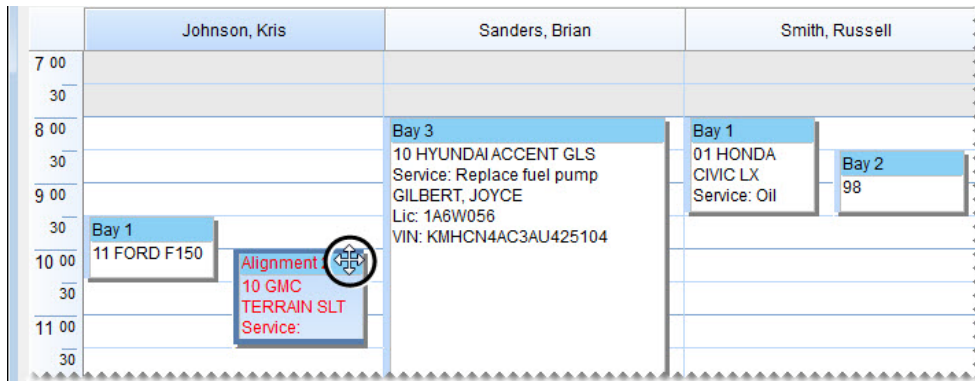 Johnson, Kris
Sanders, Brian
Smith, Russell
7 00
30
8 00
30
9 00
30
10 00
30
11 00
30
Bay 1
11 FORD F150
Alignment
10 GMC
TERRAIN SLT
Service:
Bay 3
10 HYUNDAI ACCENT GLS
Service: Replace fuel pump
GILBERT, JOYCE
Lic: 1A6W056
VIN: KMHCN4AC3AU425104
Bay 1
01 HONDA
CIVIC LX
Service: Oil
Bay 2
98